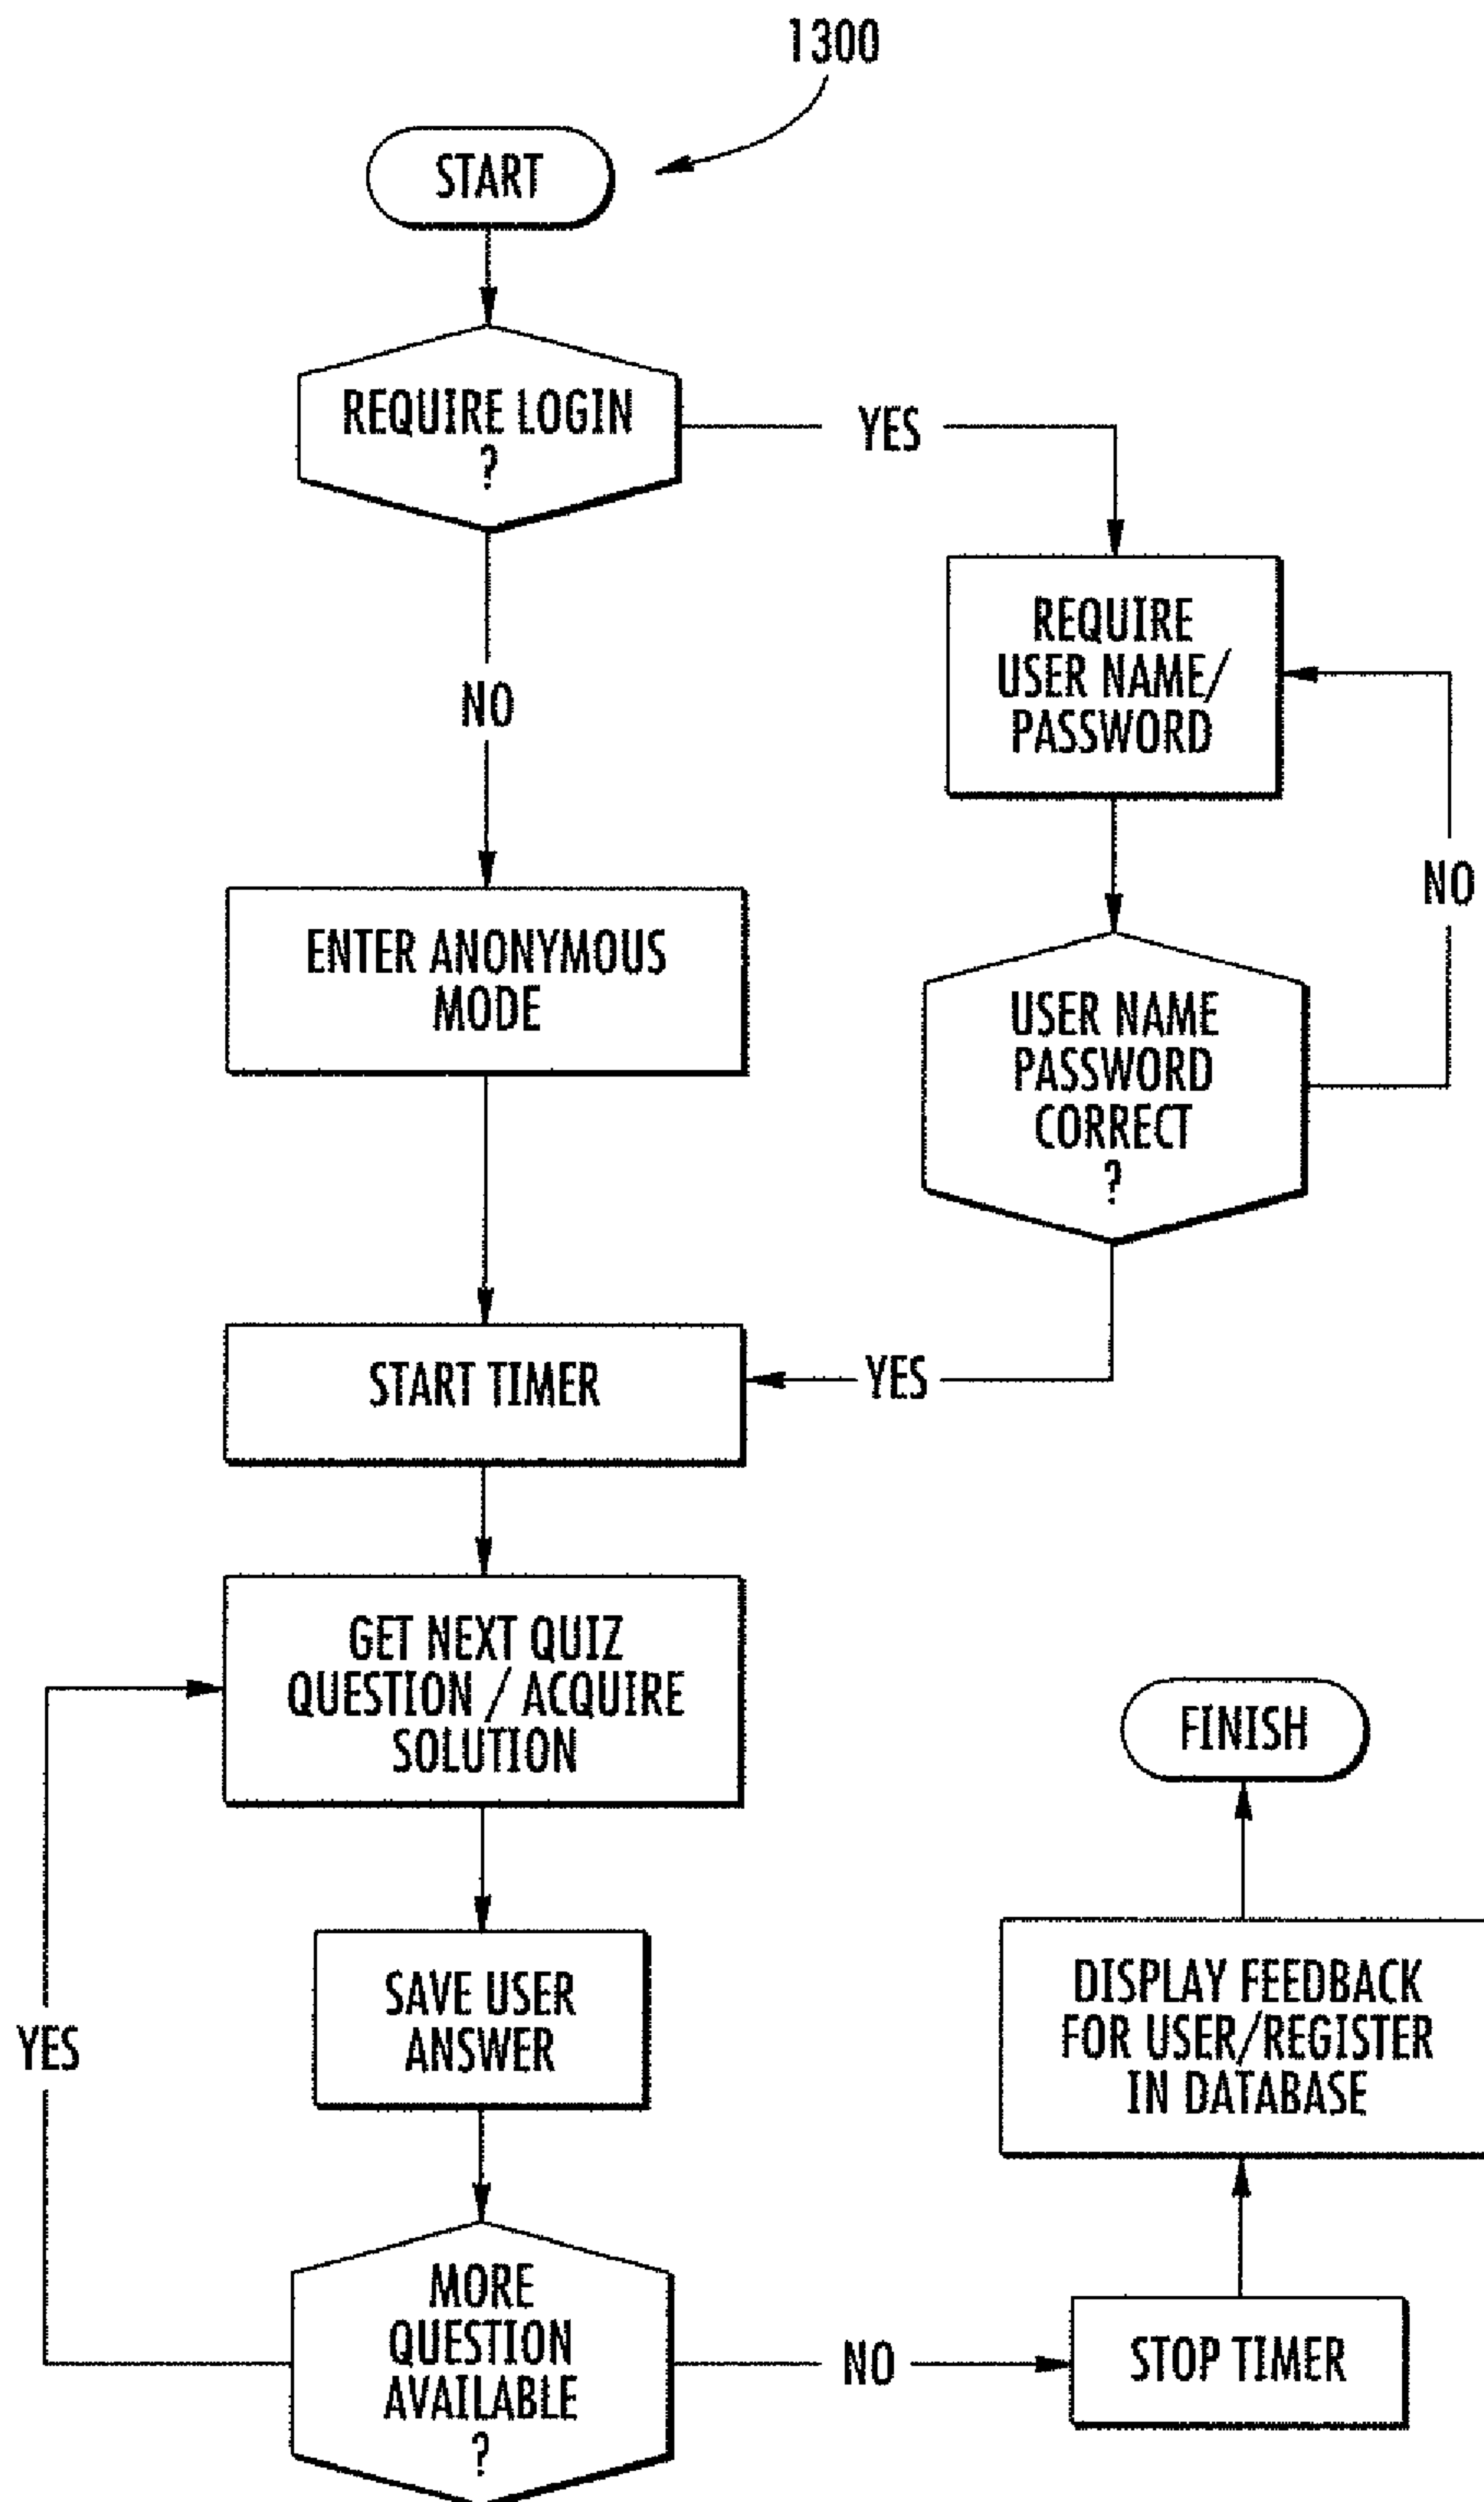 1300
START
REQUIRE LOGIN
?
YES
REQUIRE
USER NAME/
PASSWORD
NO
NO
ENTER ANONYMOUS
MODE
USER NAME
PASSWORD
CORRECT
?
START TIMER
YES
GET NEXT QUIZ
QUESTION / ACQUIRE
SOLUTION
FINISH
SAVE USER
ANSWER
DISPLAY FEEDBACK
FOR USER/REGISTER
IN DATABASE
YES
MORE
QUESTION
AVAILABLE
?
NO
STOP TIMER